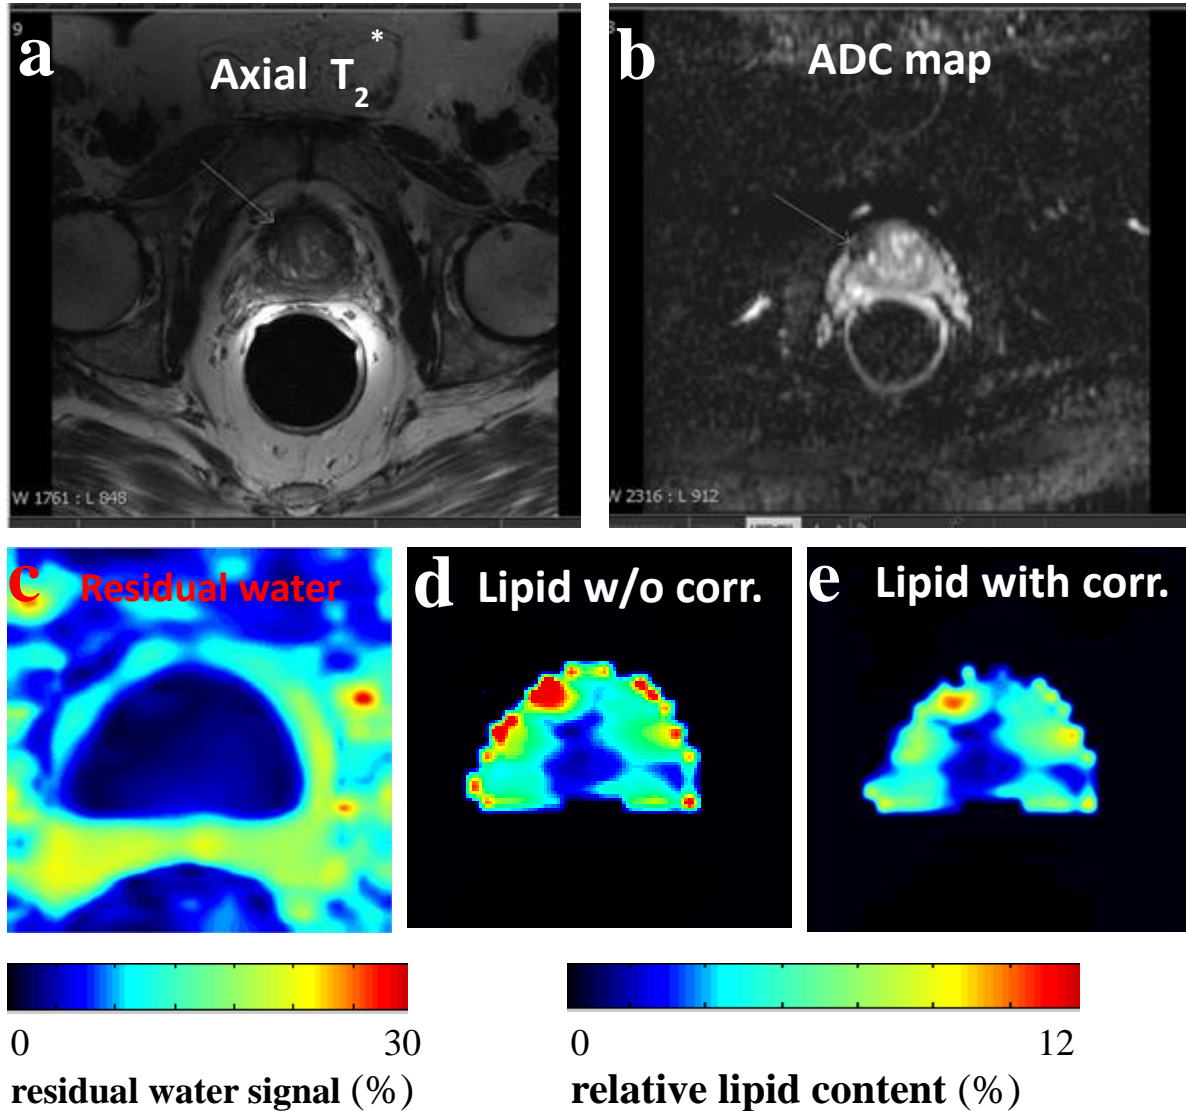 9
a
Axial T2*
W 1761 : L 848
b
ADC map
W 2316 : L 912
c Residual water
d Lipid w/o corr.
e Lipid with corr.
0 30
residual water signal (%)
0 12
relative lipid content (%)